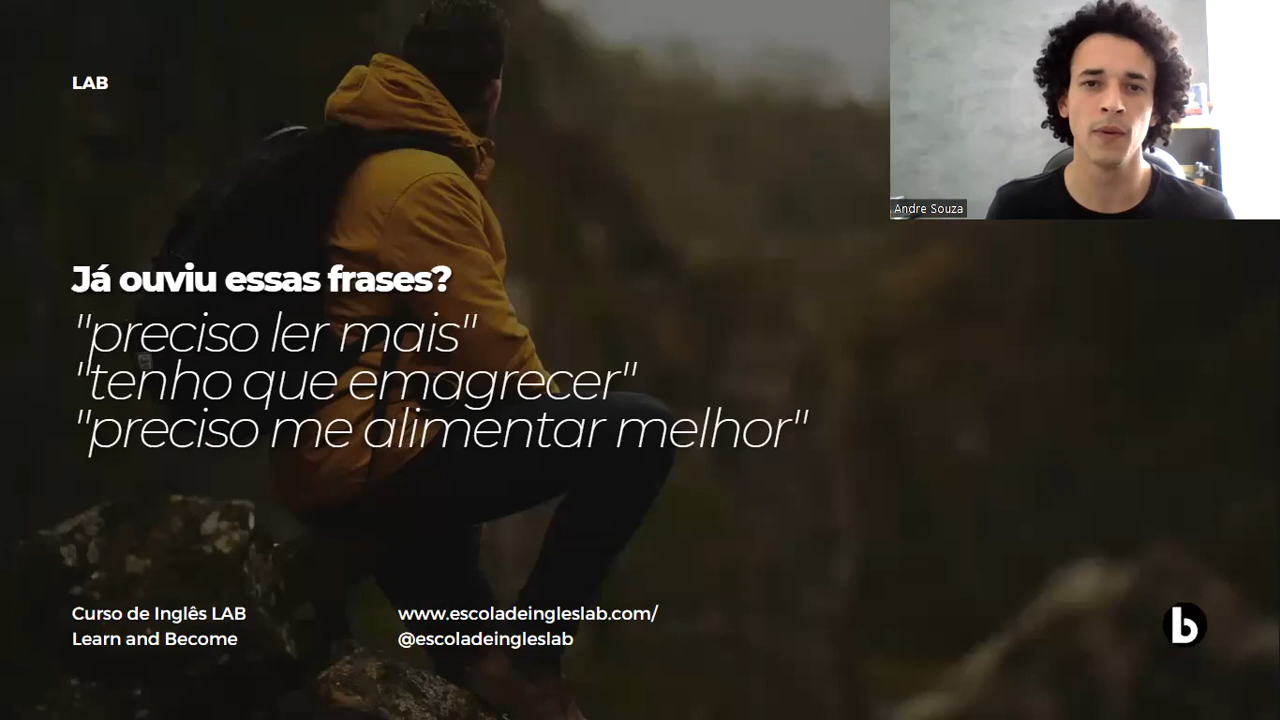 LAB
Andre Souza
Já ouviu essas frases?
"preciso ler mais"
"tenho que emagrecer"
"preciso me alimentar melhor"
Curso de Inglês LAB
Learn and Become
www.escoladeingleslab.com/
@escoladeingleslab
b